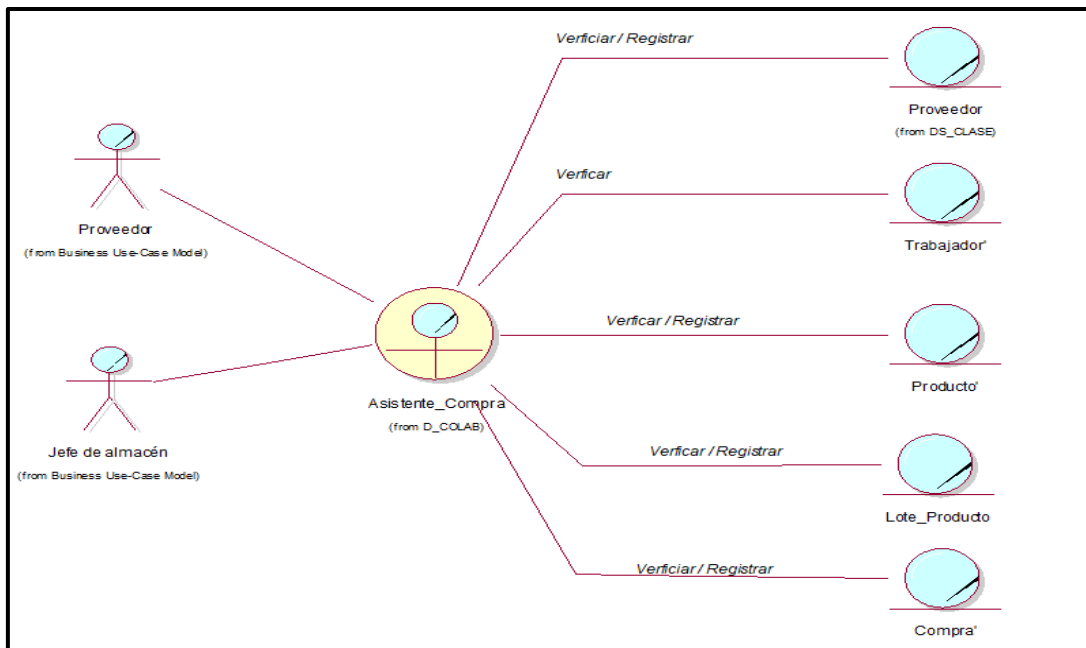 Verficiar / Registrar
Proveedor
(from DS_CLASE)
Verficar
Trabajador'
Proveedor
(from Business Use-Case Model)
Verficar / Registrar
Producto'
Asistente_Compra
(from D_COLAB)
Jefe de almacén
(from Business Use-Case Model)
Verficar / Registrar
Lote_Producto
Verficiar / Registrar
Compra'